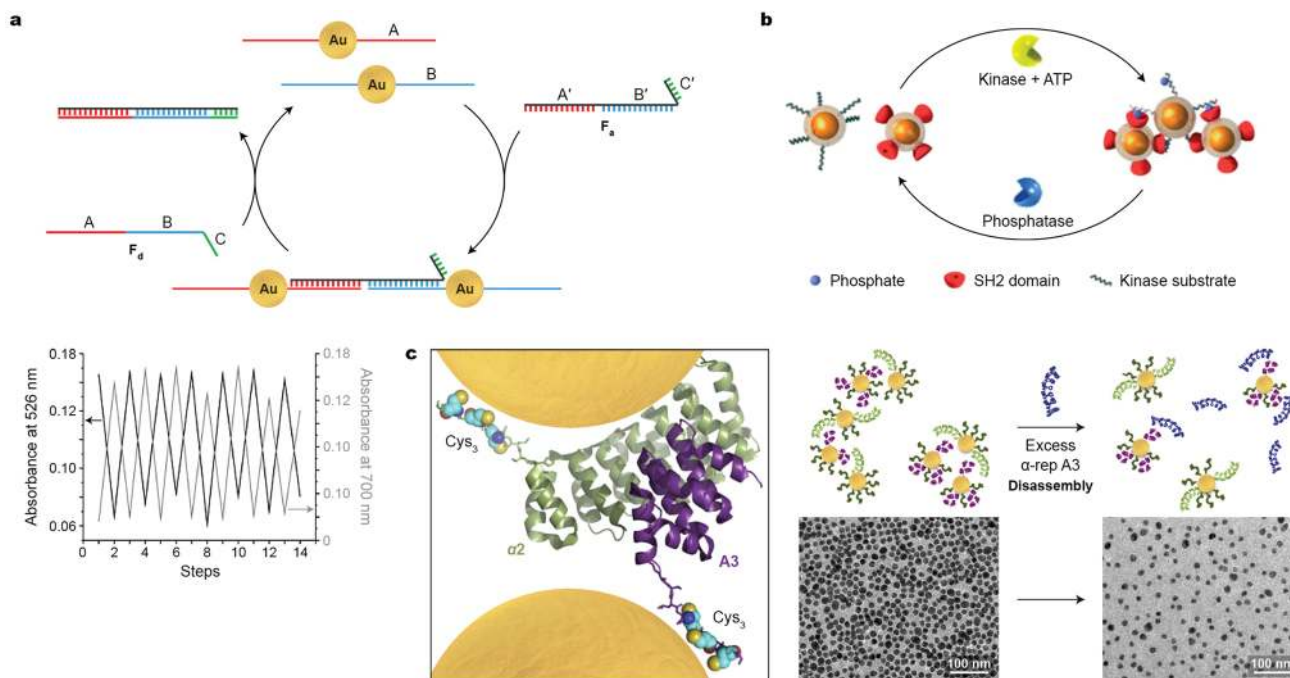 a
Au
A
Au
B
A′
B′
C′
Fa
A
B
C
Fd
Au
Au
b
Kinase + ATP
Phosphatase
Phosphate
SH2 domain
Kinase substrate
0.18
0.12
0.10
0.06
Absorbance at 526 nm
0.18
0.10
0.10
0
Absorbance at 700 nm
0 2 4 6 8 10 12 14
Steps
c
Cys3
α2
A3
Cys3
Excess
α-rep A3
Disassembly
100 nm
100 nm